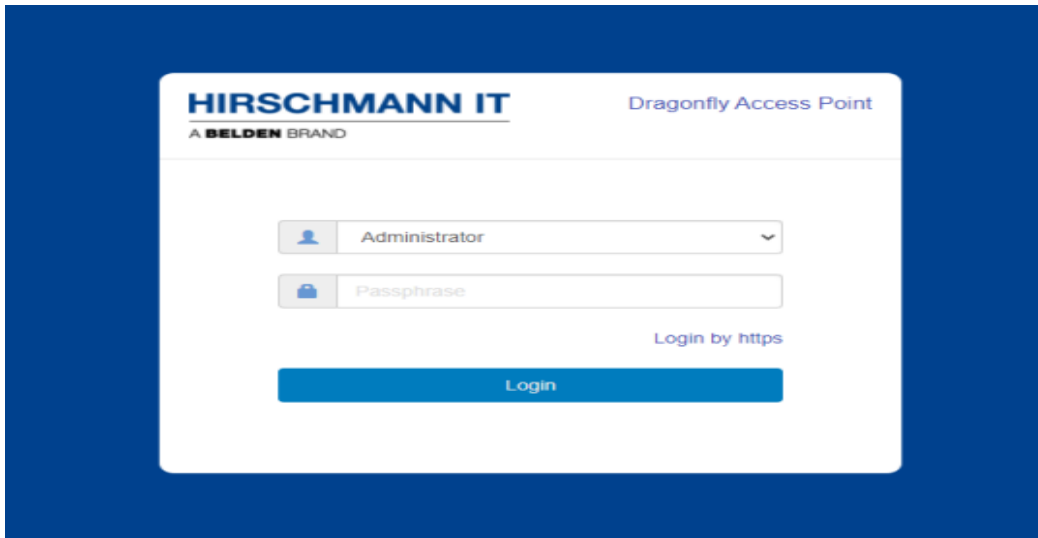 HIRSCHMANN IT
A BELDEN BRAND
Dragonfly Access Point
Administrator
Passphrase
Login by https
Login